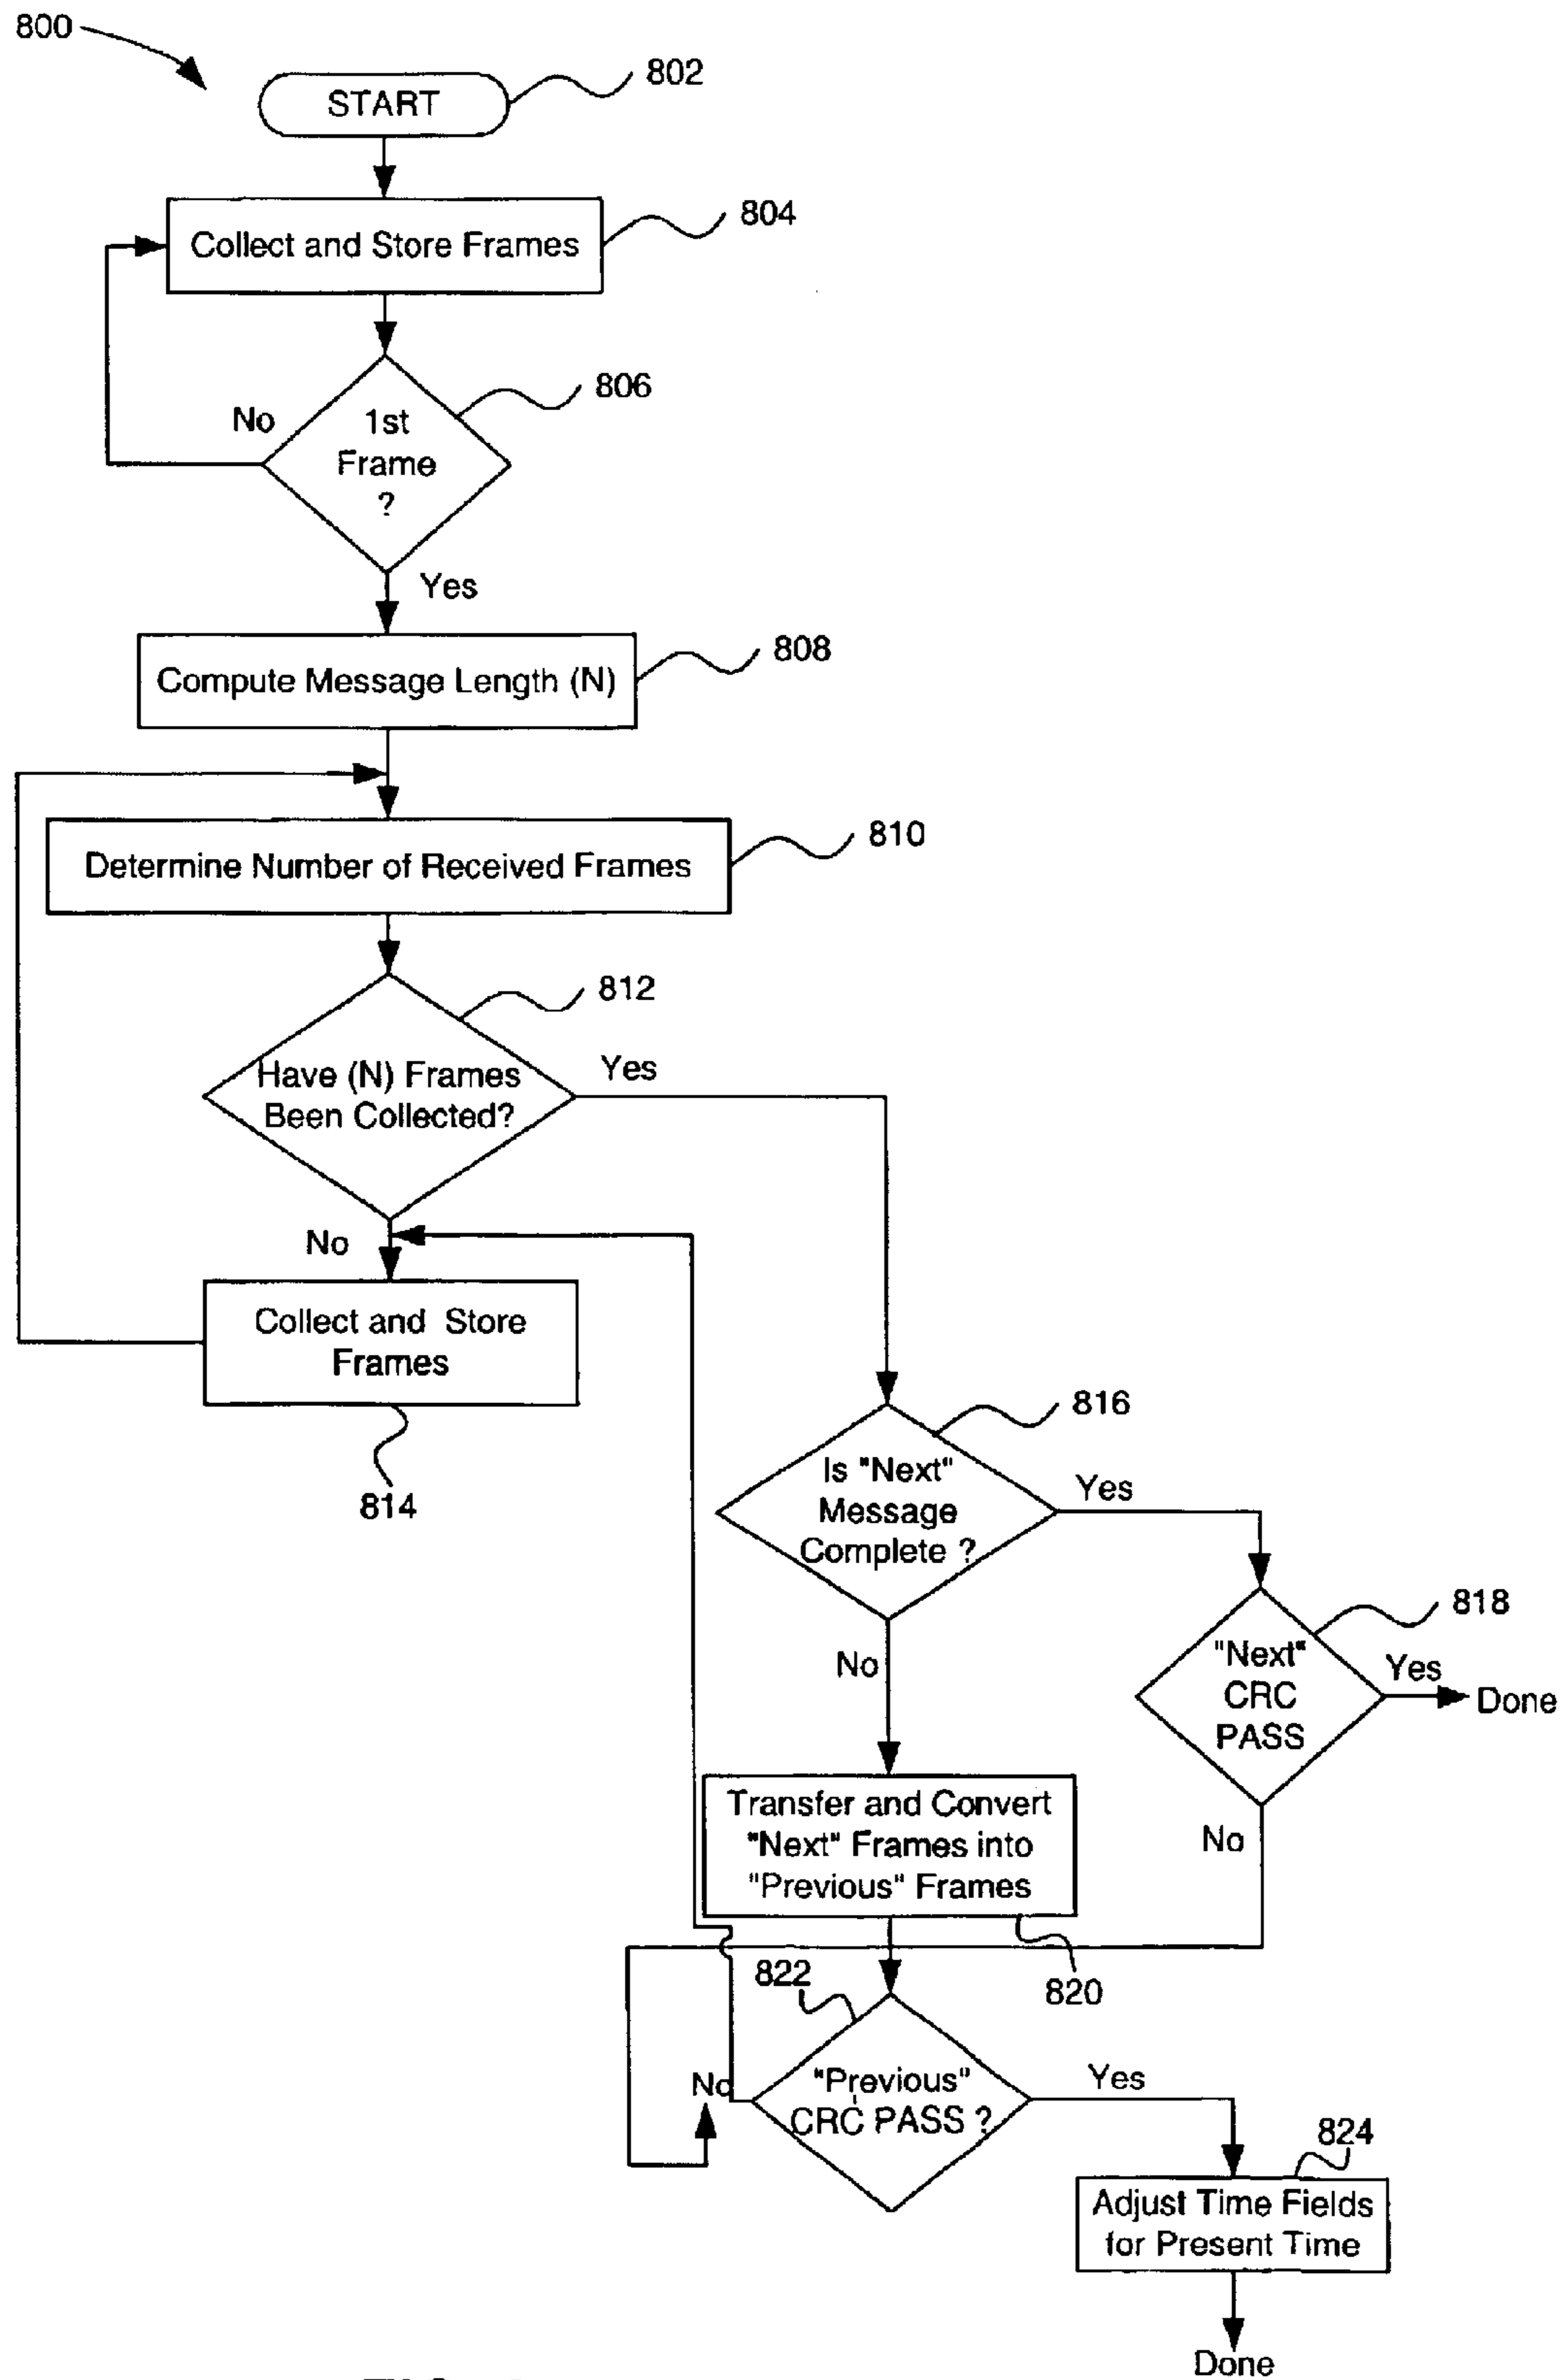 800
START
802
Collect and Store Frames
804
1st
Frame
?
806
No
Yes
Compute Message Length (N)
808
Determine Number of Received Frames
810
Have (N) Frames
Been Collected?
812
Yes
No
Collect and Store
Frames
814
Is "Next"
Message
Complete ?
816
Yes
No
"Next"
CRC
PASS
818
Yes
Done
No
Transfer and Convert
"Next" Frames into
"Previous" Frames
820
822
"Previous"
CRC PASS ?
No
Yes
824
Adjust Time Fields
for Present Time
Done